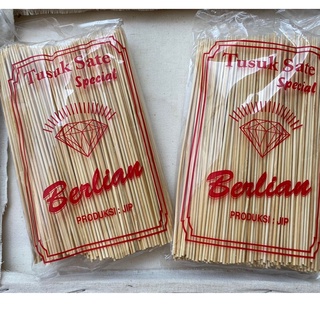 Tusuk Sate
Special
Berlian
PRODUKSI : JIP
Tusuk Sate
Special
Berlian
PRODUKSI : JIP